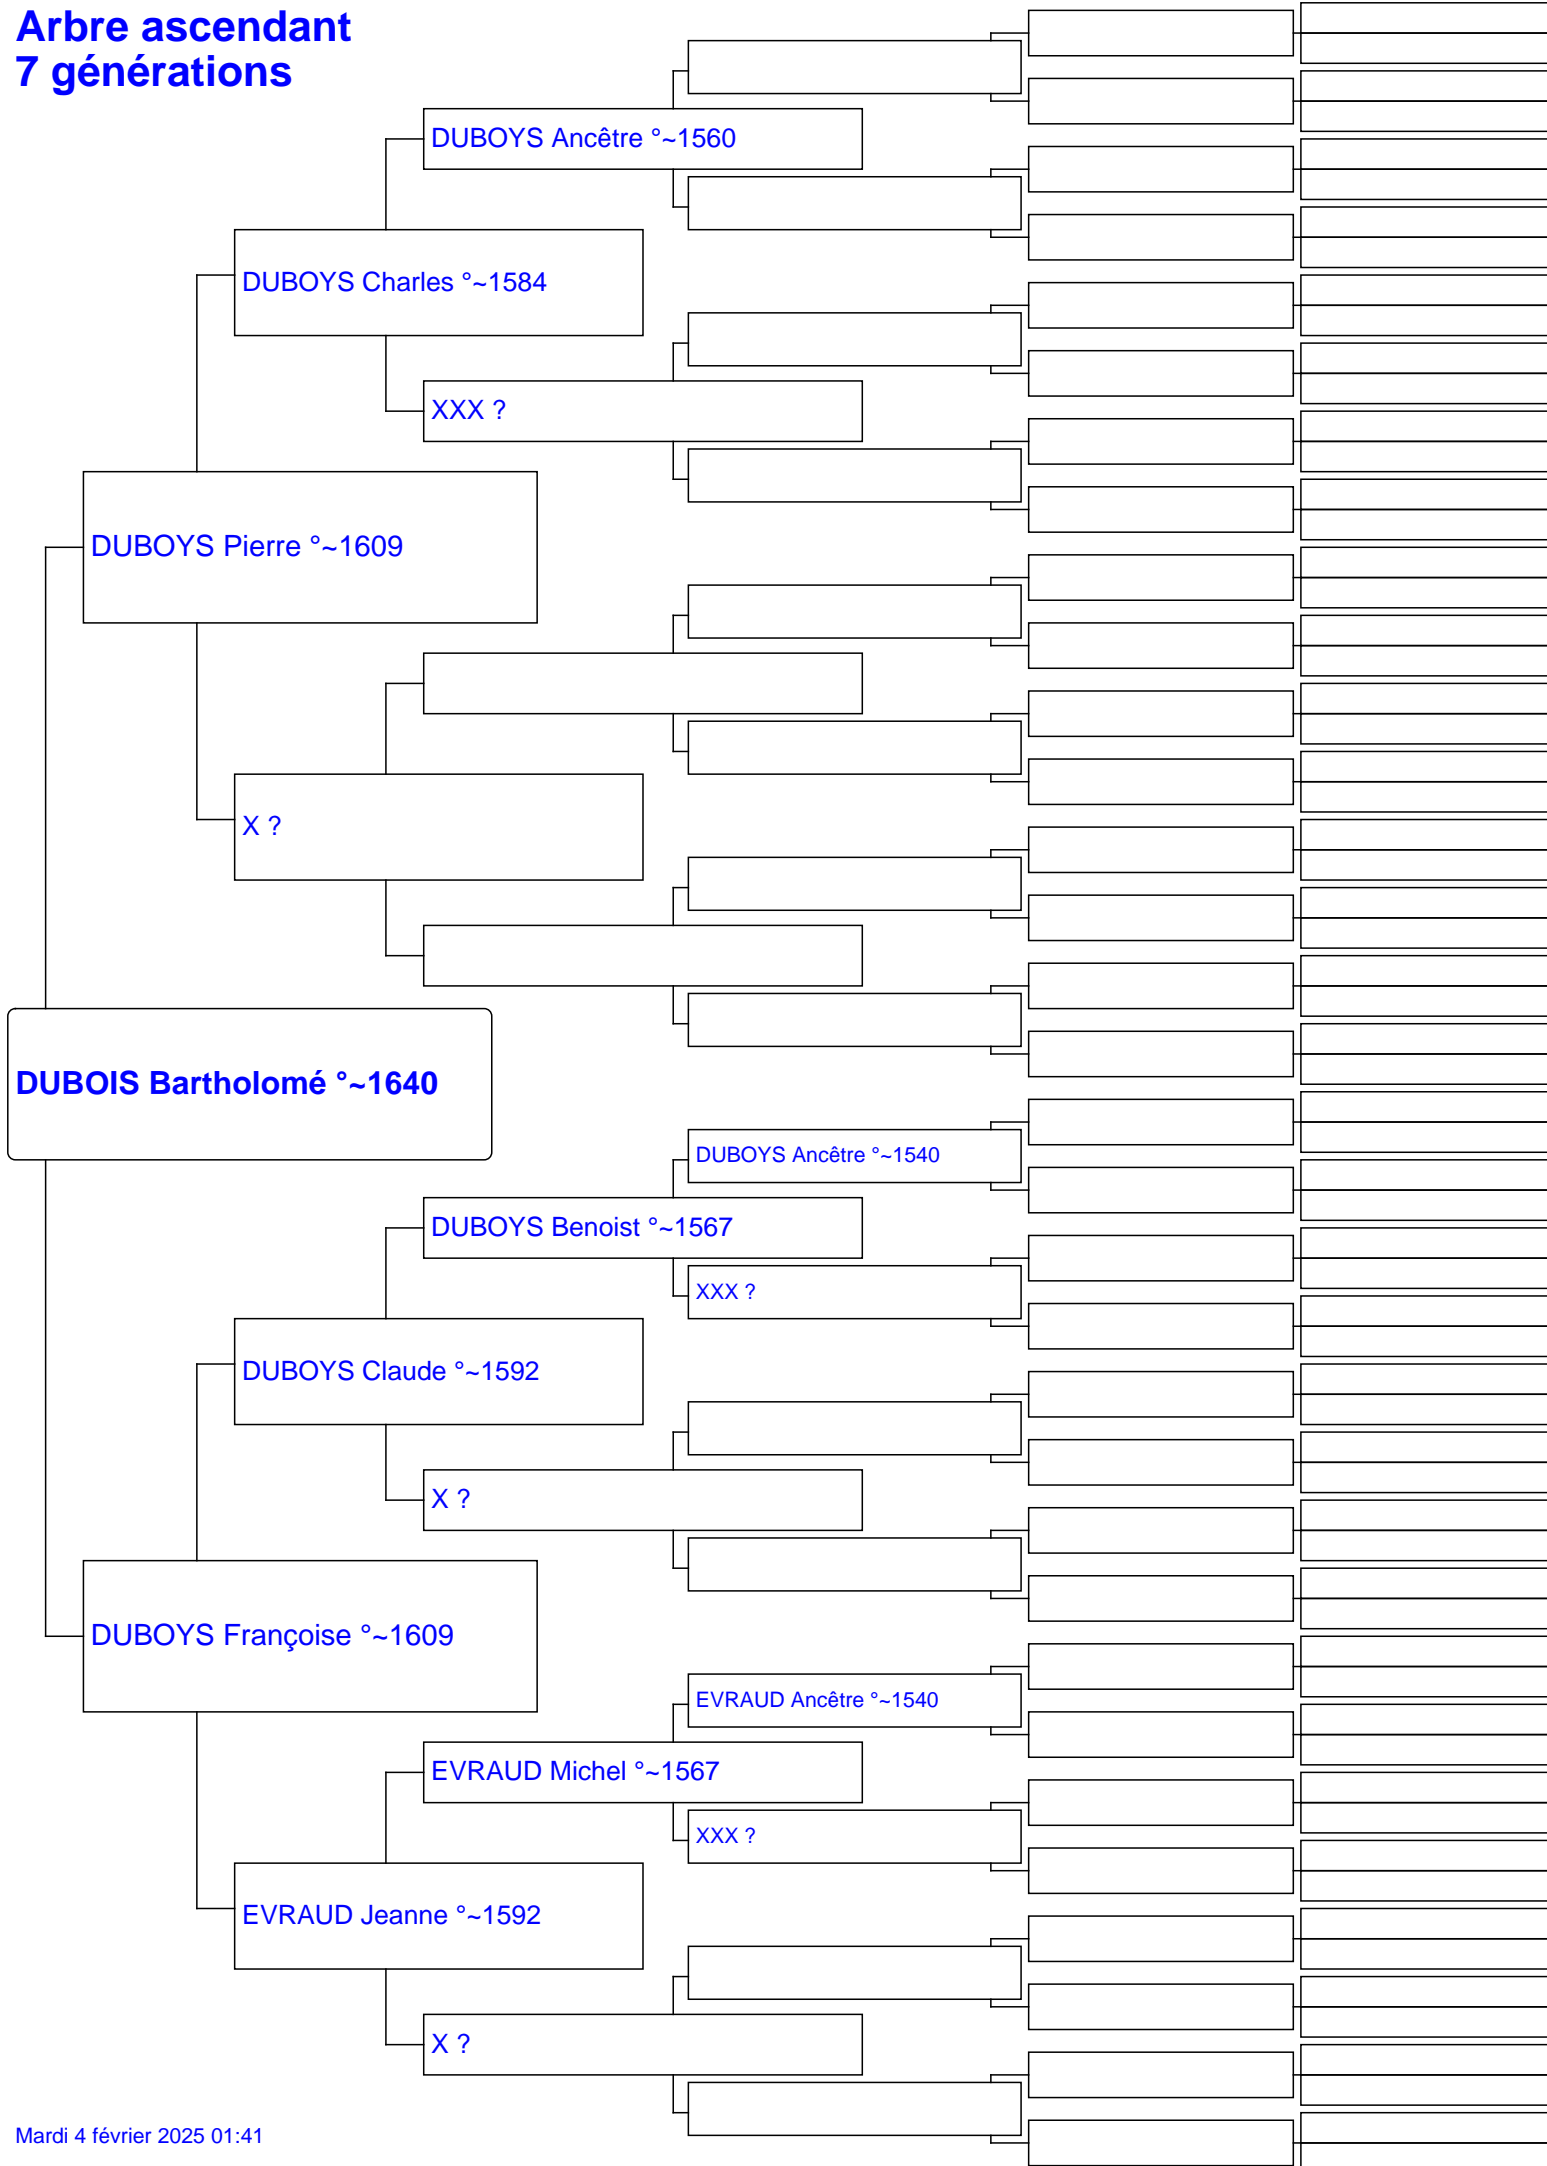 Arbre ascendant
7 générations
DUBOYS Ancêtre °~1560
DUBOYS Charles °~1584
XXX ?
DUBOYS Pierre °~1609
X ?
DUBOIS Bartholomé °~1640
DUBOYS Ancêtre °~1540
DUBOYS Benoist °~1567
XXX ?
DUBOYS Claude °~1592
X ?
DUBOYS Françoise °~1609
EVRAUD Ancêtre °~1540
EVRAUD Michel °~1567
XXX ?
EVRAUD Jeanne °~1592
X ?
Mardi 4 février 2025 01:41